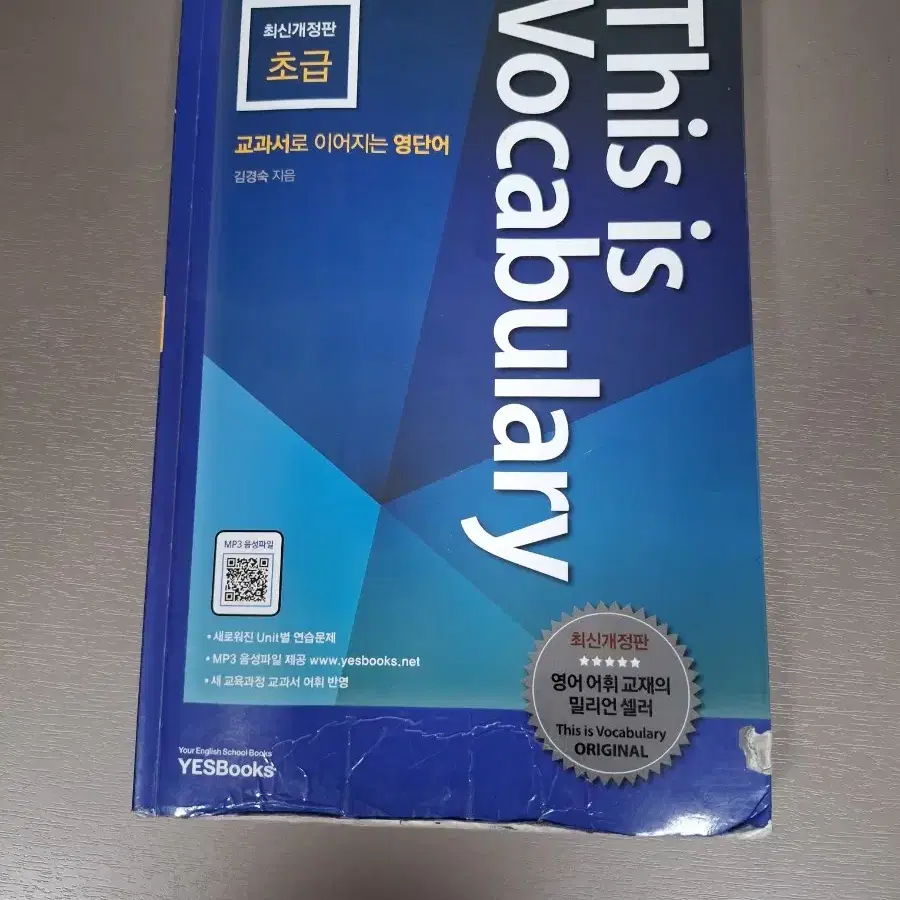 최신개정판
초급
교과서로 이어지는 영단어
김경숙 지음
This is
Vocabulary
MP3 음성파일
• 새로워진 Unit별 연습문제
• MP3 음성파일 제공 www.yesbooks.net
• 새 교육과정 교과서 어휘 반영
최신개정판
★★★★★
영어 어휘 교재의
밀리언 셀러
This is Vocabulary
ORIGINAL
Your English School Books
YESBooks